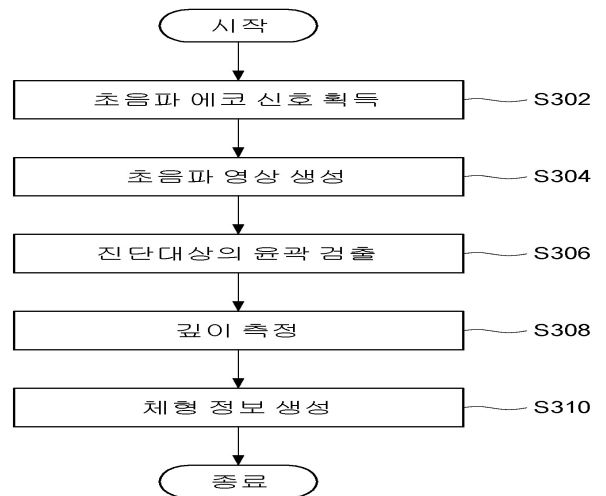 시작
초음파 에코 신호 획득
S302
초음파 영상 생성
S304
진단대상의 윤곽 검출
S306
깊이 측정
S308
체형 정보 생성
S310
종료